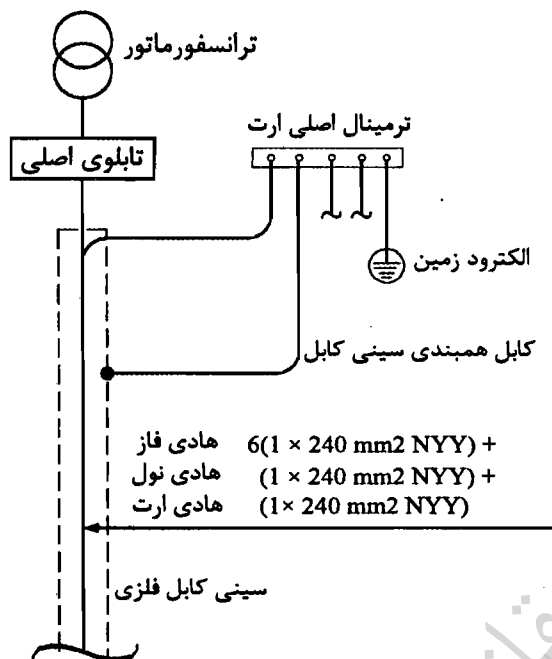 ترانسفورماتور
ترمینال اصلی ارت
تابلوی اصلی
الکترود زمین
کابل همبندی سینی کابل
هادی فاز 6(1 × 240 mm2 NYY) +
هادی نول (1 × 240 mm2 NYY) +
هادی ارت (1× 240 mm2 NYY)
سینی کابل فلزی